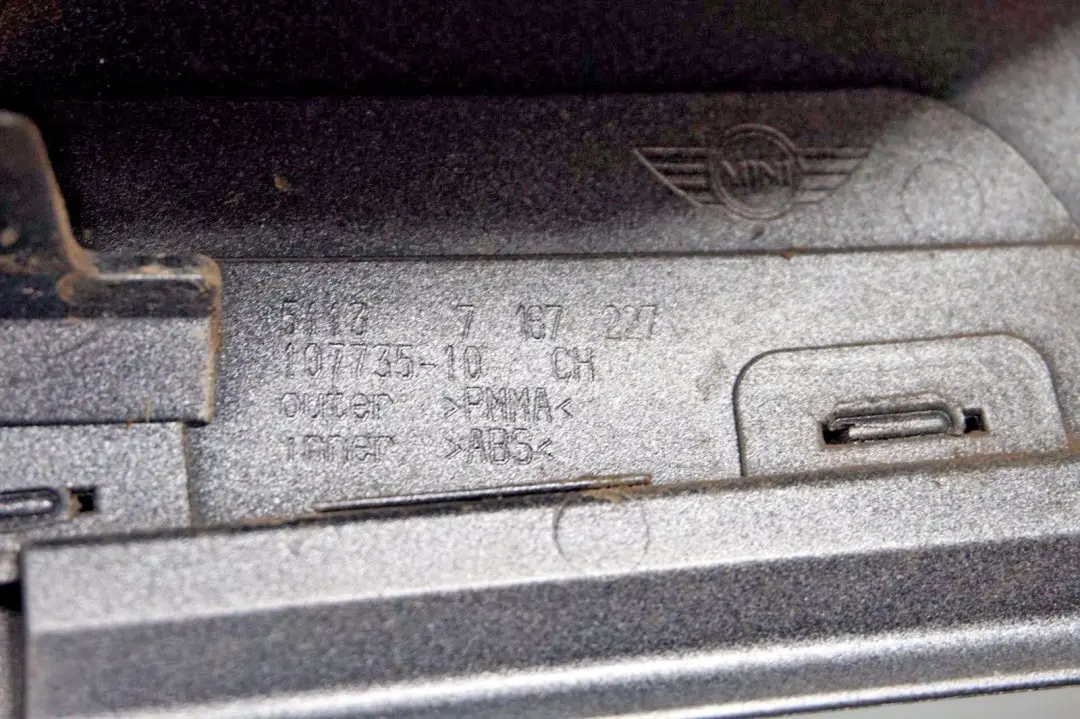 MINI
5113 7 167 227
107735-10 CH
outer >PMMA<
inner >ABS<